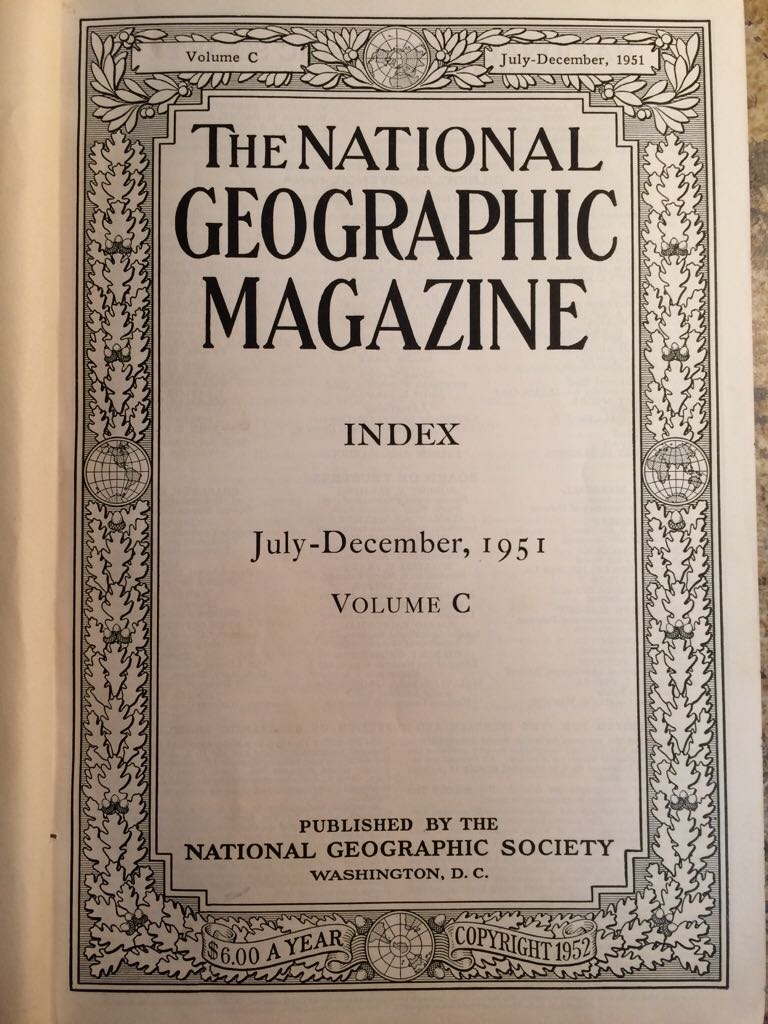 Volume C
July-December, 1951
THE NATIONAL
GEOGRAPHIC
MAGAZINE
INDEX
July-December, 1951
VOLUME C
PUBLISHED BY THE
NATIONAL GEOGRAPHIC SOCIETY
WASHINGTON, D. C.
$6.00 A YEAR
COPYRIGHT 1952